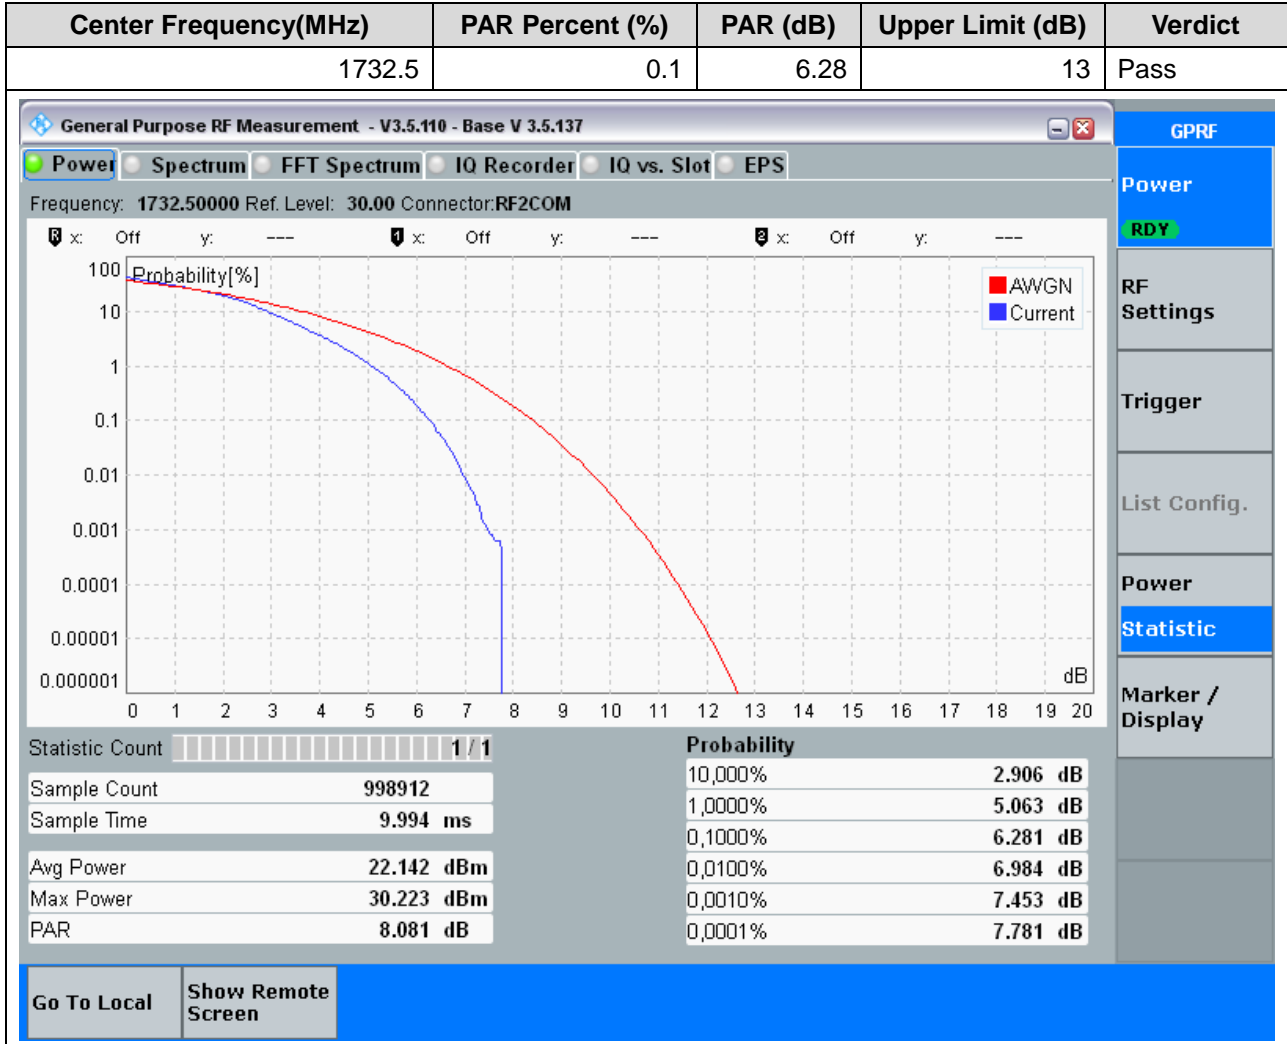 Center Frequency(MHz) PAR Percent (%) PAR (dB) Upper Limit (dB) Verdict
1732.5 0.1 6.28 13 Pass
General Purpose RF Measurement - V3.5.110 - Base V 3.5.137
GPRF
Power Spectrum FFT Spectrum IQ Recorder IQ vs. Slot EPS
Frequency: 1732.50000 Ref. Level: 30.00 Connector:RF2COM
R x: Off y: --- 1 x: Off y: --- 2 x: Off y: ---
Probability[%]
AWGN
Current
100
10
1
0.1
0.01
0.001
0.0001
0.00001
0.000001
dB
0 1 2 3 4 5 6 7 8 9 10 11 12 13 14 15 16 17 18 19 20
Statistic Count 1 / 1
Sample Count 998912
Sample Time 9.994 ms
Avg Power 22.142 dBm
Max Power 30.223 dBm
PAR 8.081 dB
Probability
10,000% 2.906 dB
1,0000% 5.063 dB
0,1000% 6.281 dB
0,0100% 6.984 dB
0,0010% 7.453 dB
0,0001% 7.781 dB
Power
RDY
RF
Settings
Trigger
List Config.
Power
Statistic
Marker /
Display
Go To Local
Show Remote
Screen